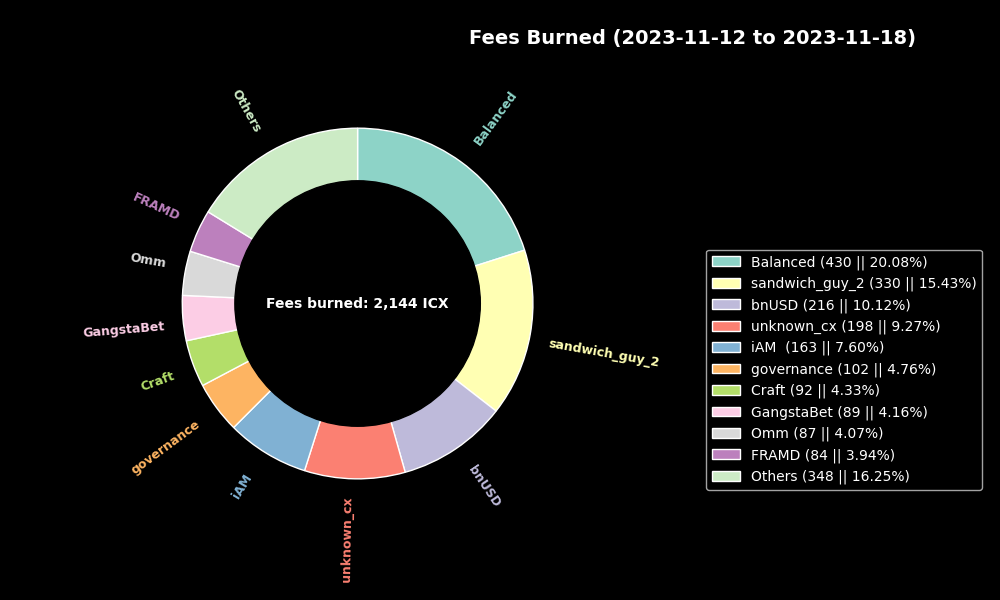 Fees Burned (2023-11-12 to 2023-11-18)
Others
Balanced
FRAMD
Omm
GangstaBet
Craft
governance
iAM
unknown_cx
bnUSD
sandwich_guy_2
Fees burned: 2,144 ICX
Balanced (430 || 20.08%)
sandwich_guy_2 (330 || 15.43%)
bnUSD (216 || 10.12%)
unknown_cx (198 || 9.27%)
iAM  (163 || 7.60%)
governance (102 || 4.76%)
Craft (92 || 4.33%)
GangstaBet (89 || 4.16%)
Omm (87 || 4.07%)
FRAMD (84 || 3.94%)
Others (348 || 16.25%)